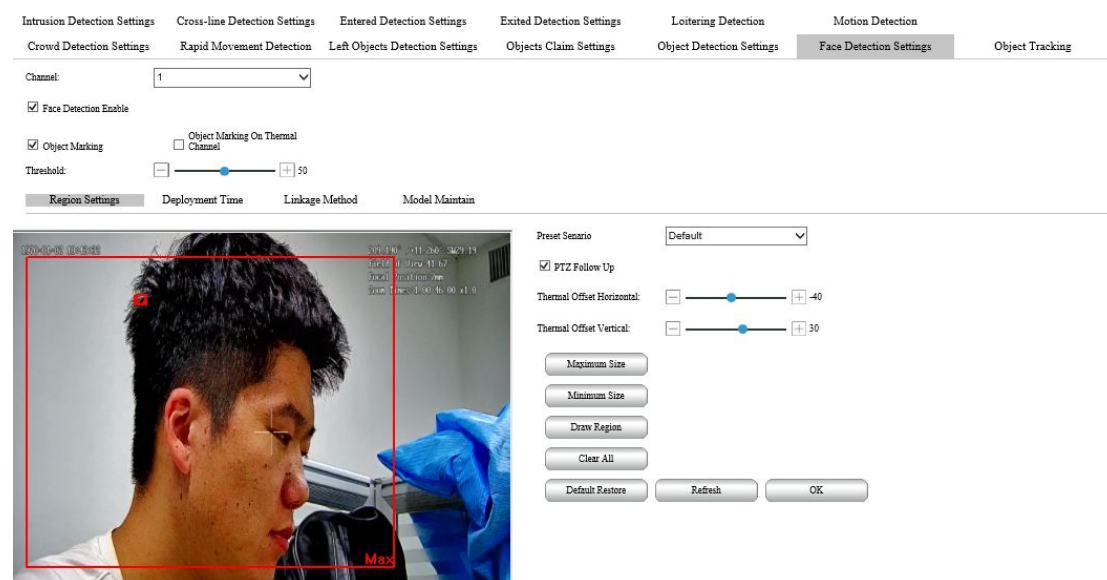 Intrusion Detection Settings Cross-line Detection Settings Entered Detection Settings Exited Detection Settings Loitering Detection Motion Detection
Crowd Detection Settings Rapid Movement Detection Left Objects Detection Settings Objects Claim Settings Object Detection Settings Face Detection Settings Object Tracking
Channel: 1
Face Detection Enable
Object Marking Object Marking On Thermal Channel
Threshold: 50
Region Settings Deployment Time Linkage Method Model Maintain
Preset Senario Default
PTZ Follow Up
Thermal Offset Horizontal: -40
Thermal Offset Vertical: 30
Maximum Size
Minimum Size
Draw Region
Clear All
Default Restore Refresh OK
Max